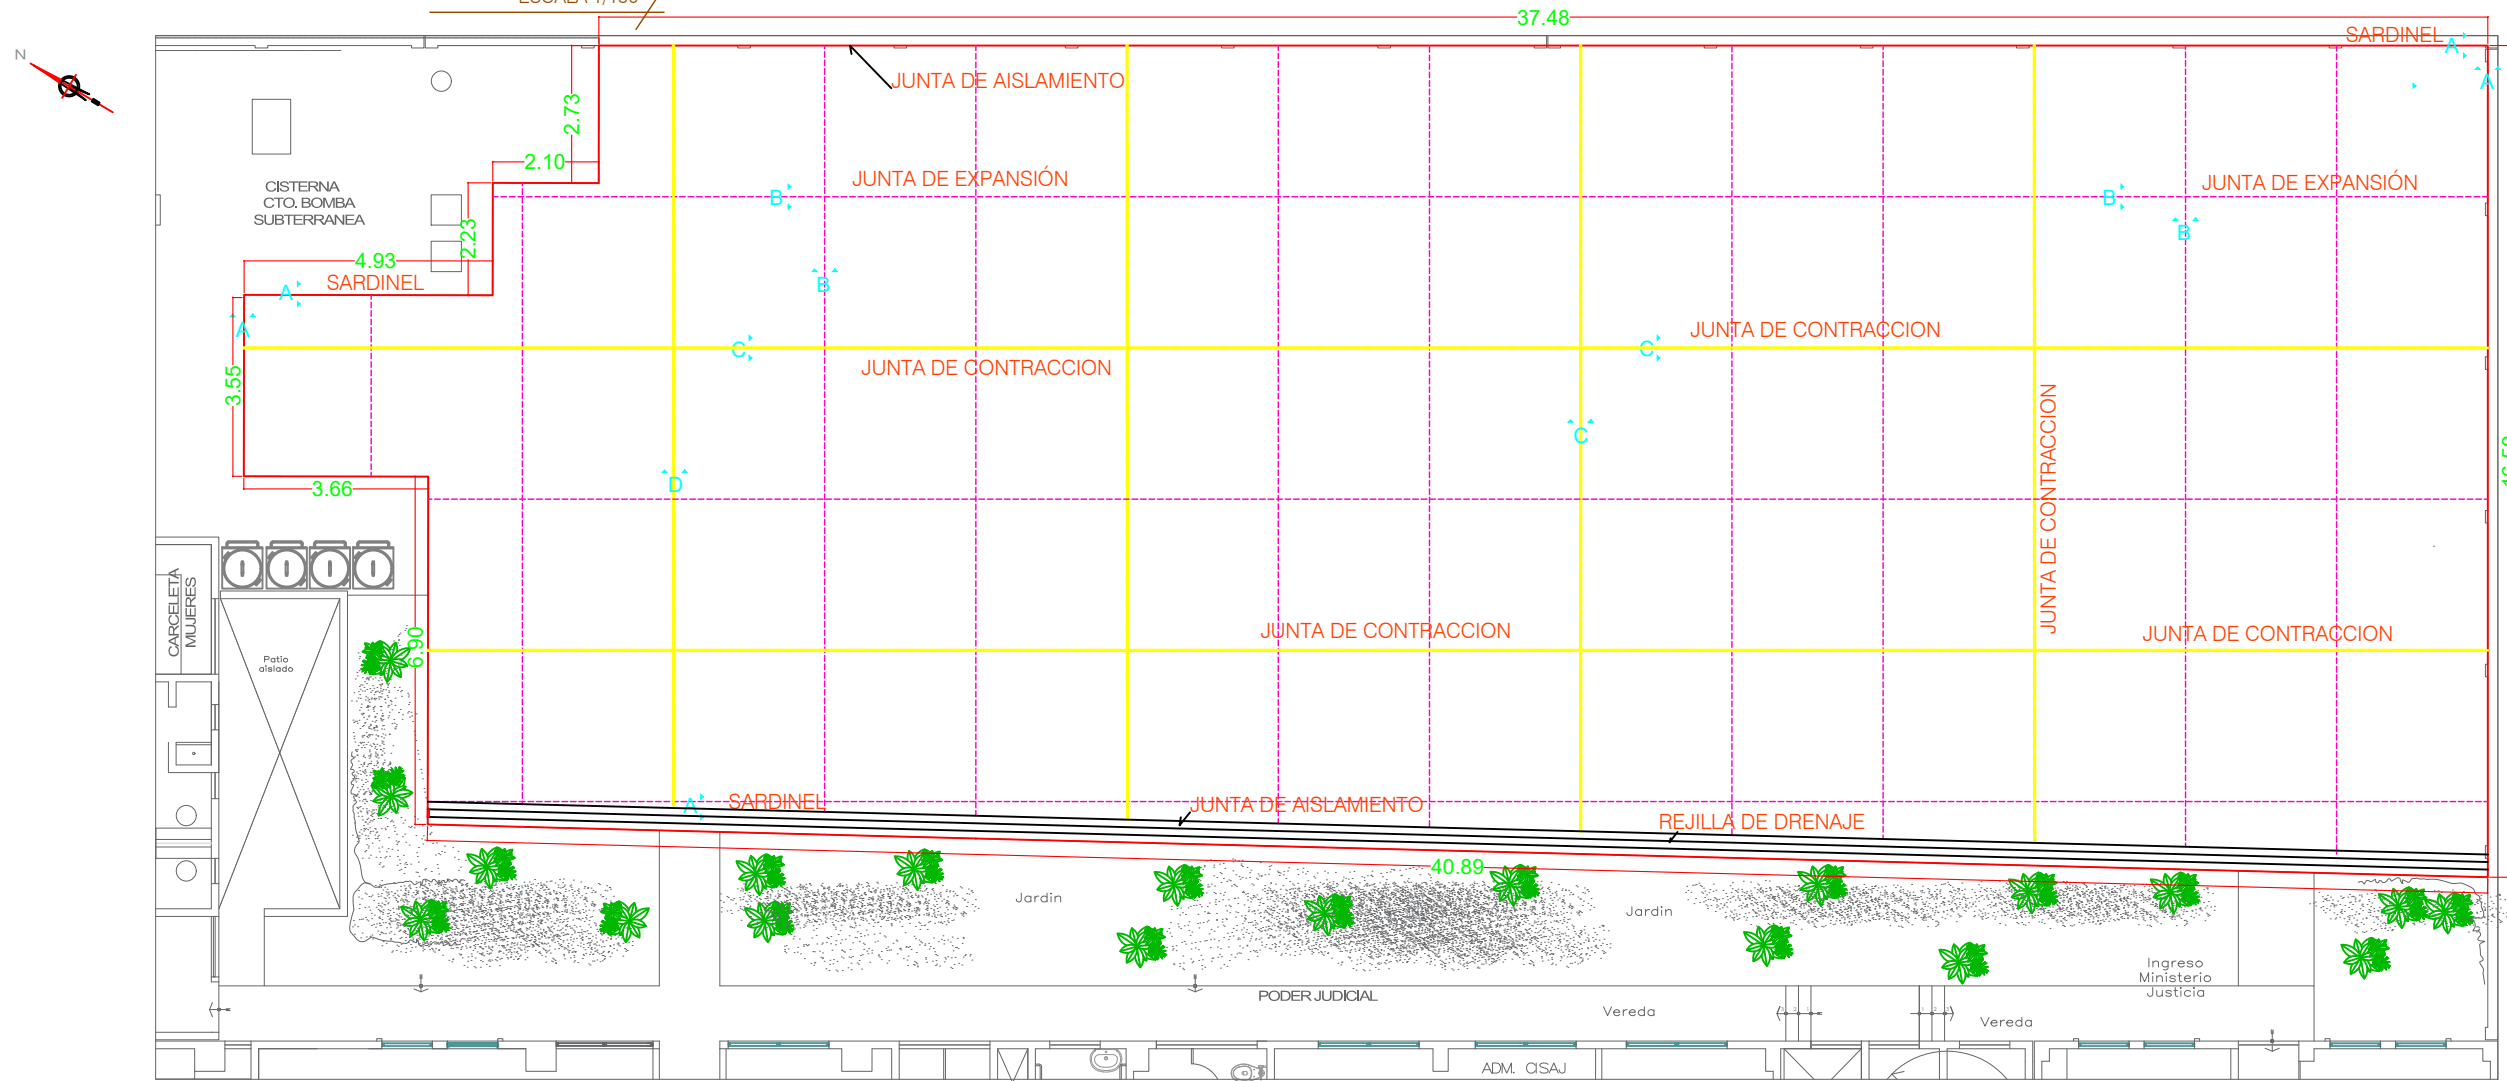 ESCALA 1/150
37.48
SARDINEL
A
N
A
JUNTA DE AISLAMIENTO
2.73
2.10
JUNTA DE EXPANSIÓN
JUNTA DE EXPANSIÓN
CISTERNA
CTO. BOMBA
SUBTERRANEA
B
B
2.23
B
4.93
SARDINEL
B
A
A
JUNTA DE CONTRACCION
C
C
JUNTA DE CONTRACCION
3.55
JUNTA DE CONTRACCION
C
D
3.66
CARCELETA
MUJERES
Patio
aislado
6.90
JUNTA DE CONTRACCION
JUNTA DE CONTRACCION
A
SARDINEL
JUNTA DE AISLAMIENTO
REJILLA DE DRENAJE
40.89
Jardin
Jardin
Ingreso
Ministerio
Justicia
PODER JUDICIAL
Vereda
Vereda
ADM. CISAJ